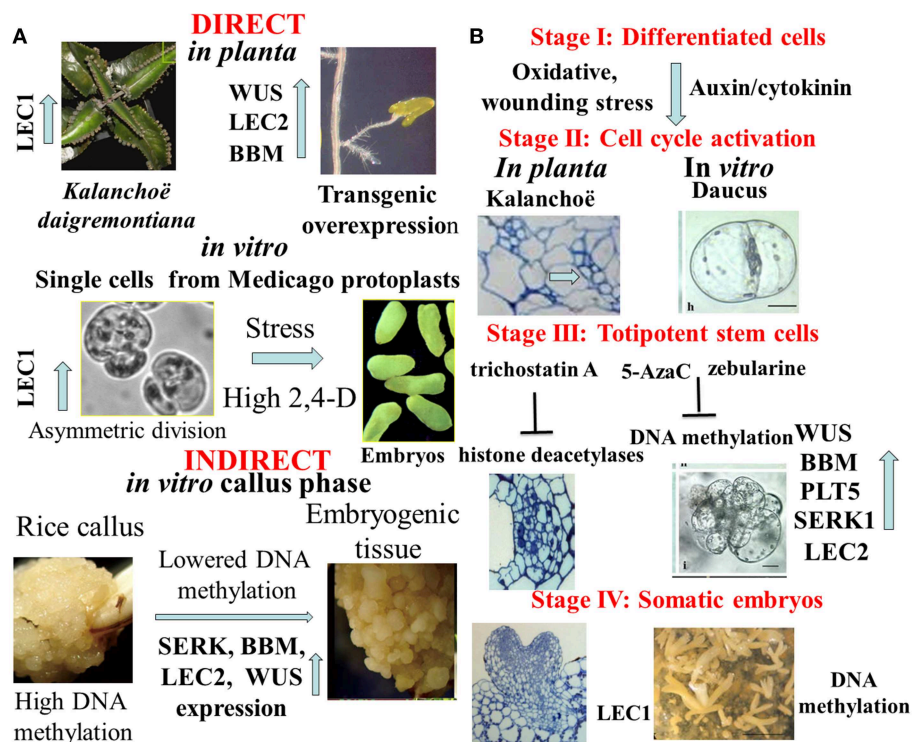 A
DIRECT
in planta
LEC1
WUS
LEC2
BBM
Kalanchoë
daigremontiana
Transgenic
overexpression
in vitro
Single cells from Medicago protoplasts
LEC1
Stress
High 2,4-D
Asymmetric division
Embryos
INDIRECT
in vitro callus phase
Rice callus
Embryogenic
tissue
Lowered DNA
methylation
SERK, BBM,
LEC2, WUS
expression
High DNA
methylation
B
Stage I: Differentiated cells
Oxidative,
wounding stress
Auxin/cytokinin
Stage II: Cell cycle activation
In planta
Kalanchoë
In vitro
Daucus
h
Stage III: Totipotent stem cells
trichostatin A
5-AzaC zebularine
histone deacetylases
DNA methylation
WUS
BBM
PLT5
SERK1
LEC2
i
Stage IV: Somatic embryos
LEC1
DNA
methylation